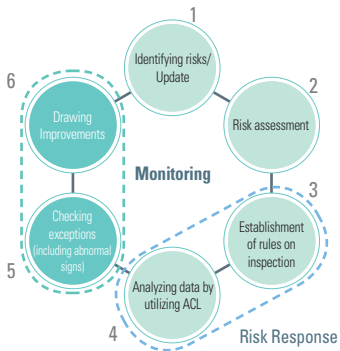 1
Identifying risks/
Update
2
Risk assessment
3
Establishment
of rules on
inspection
Risk Response
4
Analyzing data by
utilizing ACL
5
Checking
exceptions
(including abnormal
signs)
6
Drawing
Improvements
Monitoring